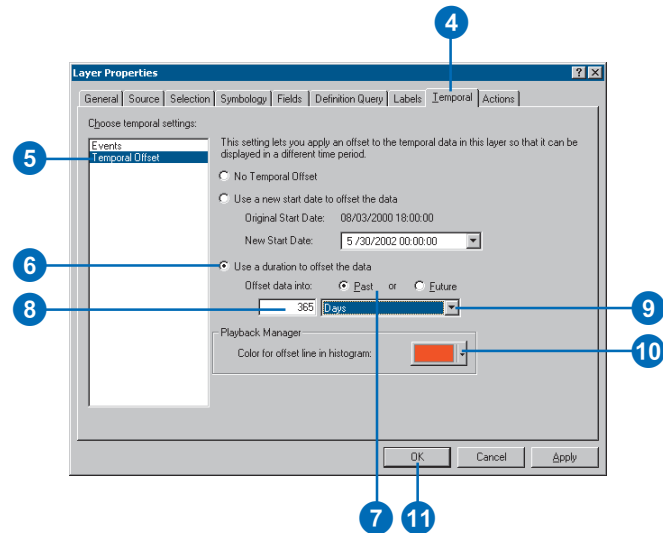 4
Layer Properties
General Source Selection Symbology Fields Definition Query Labels Temporal Actions
Choose temporal settings:
Events
Temporal Offset
5
This setting lets you apply an offset to the temporal data in this layer so that it can be
displayed in a different time period.
No Temporal Offset
Use a new start date to offset the data
Original Start Date: 08/03/2000 18:00:00
New Start Date: 5 /30/2002 00:00:00
6
Use a duration to offset the data
Offset data into: Past or Future
8
365 Days
9
Playback Manager
Color for offset line in histogram:
10
OK Cancel Apply
7
11